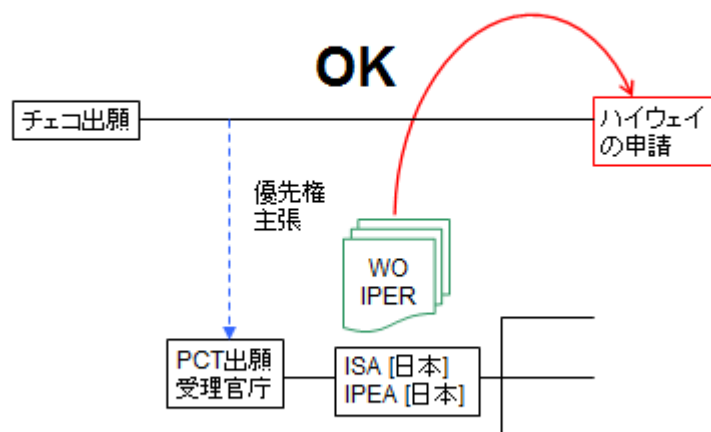 OK
チェコ出願
ハイウェイ
の申請
優先権
主張
WO
IPER
PCT出願
受理官庁
ISA [日本]
IPEA [日本]